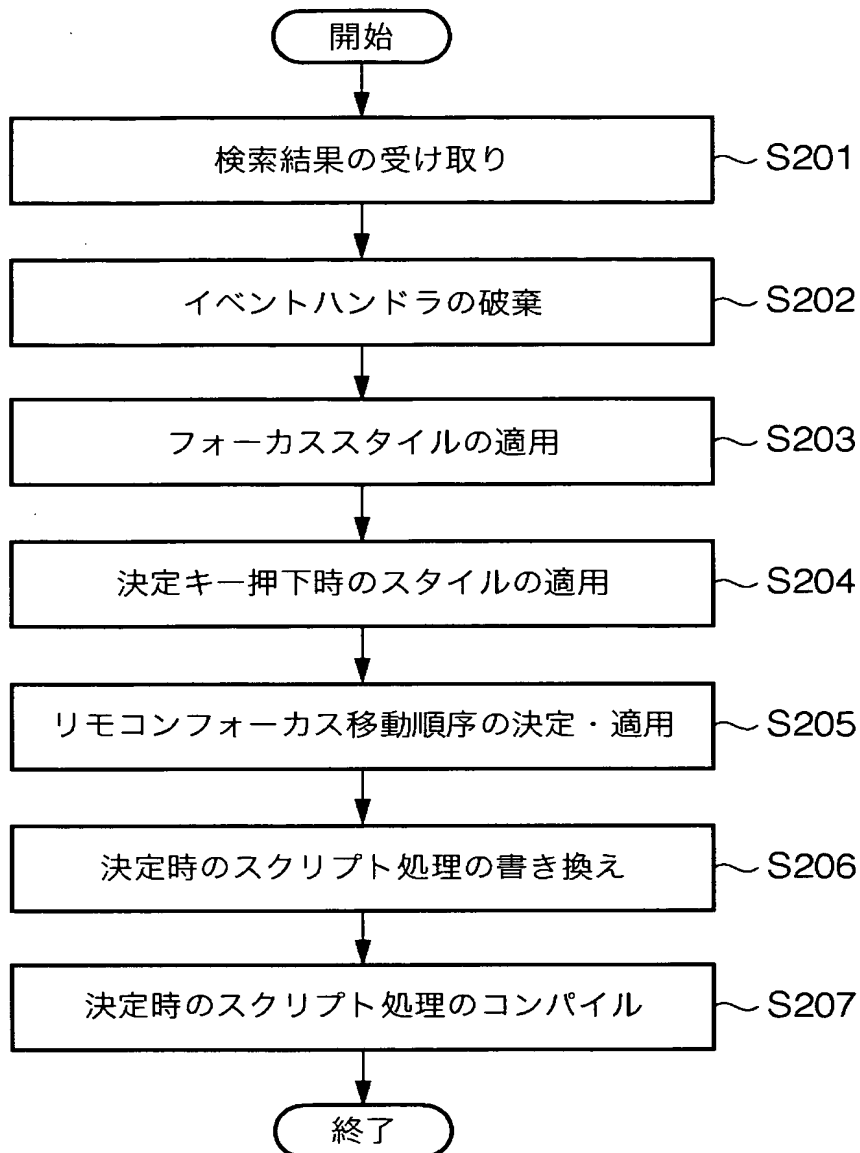 開始
検索結果の受け取り S201
イベントハンドラの破棄 S202
フォーカススタイルの適用 S203
決定キー押下時のスタイルの適用 S204
リモコンフォーカス移動順序の決定・適用 S205
決定時のスクリプト処理の書き換え S206
決定時のスクリプト処理のコンパイル S207
終了